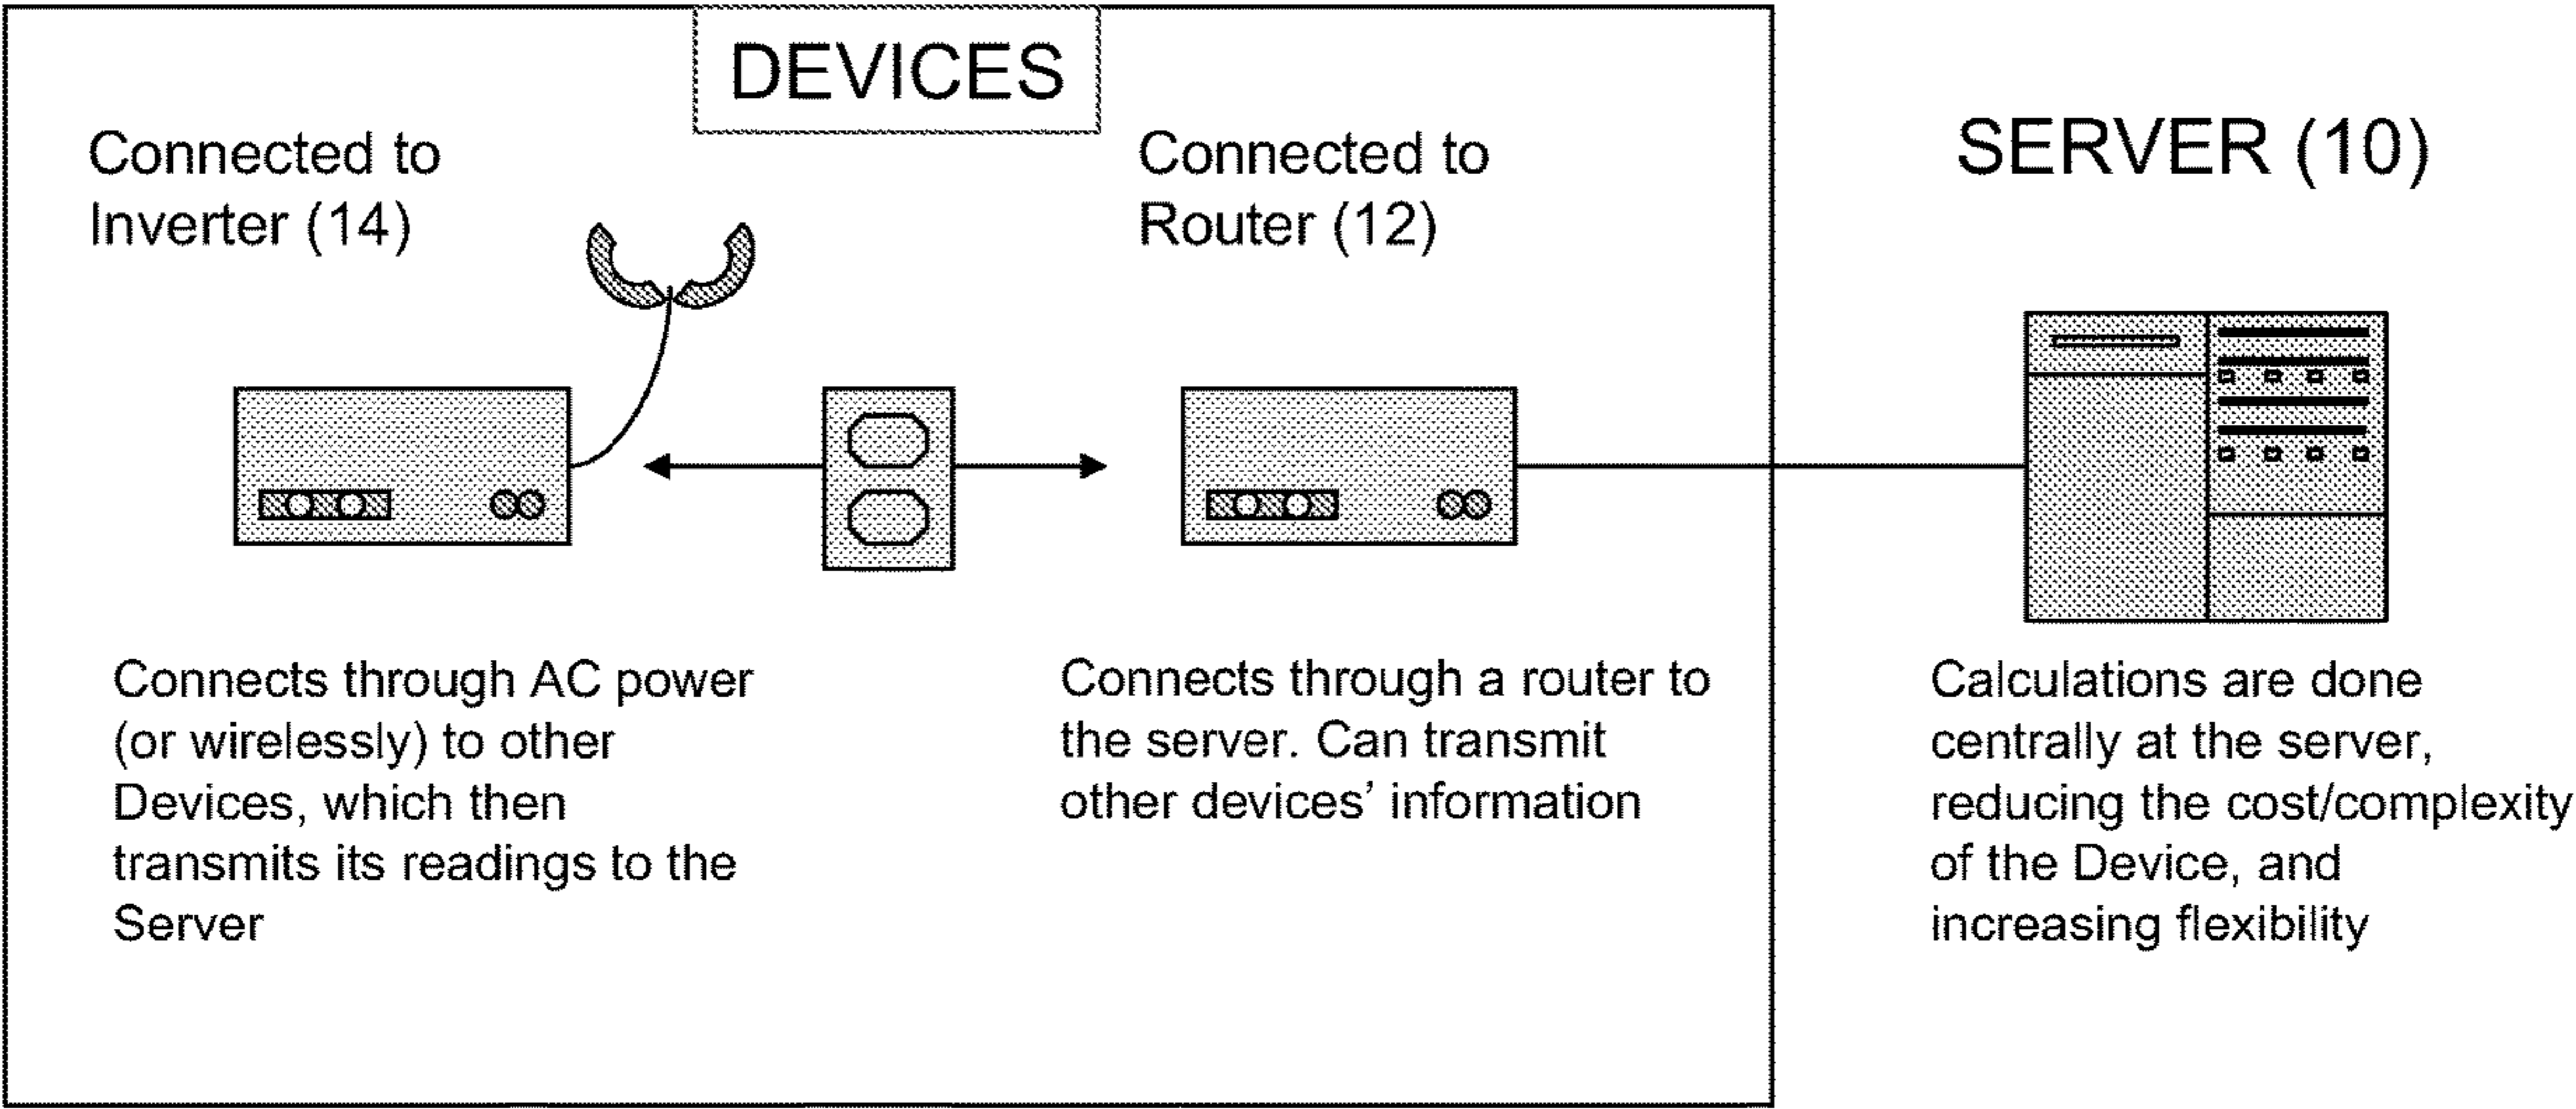 DEVICES
Connected to
Inverter (14)
Connected to
Router (12)
SERVER (10)
Connects through AC power
(or wirelessly) to other
Devices, which then
transmits its readings to the
Server
Connects through a router to
the server. Can transmit
other devices’ information
Calculations are done
centrally at the server,
reducing the cost/complexity
of the Device, and
increasing flexibility